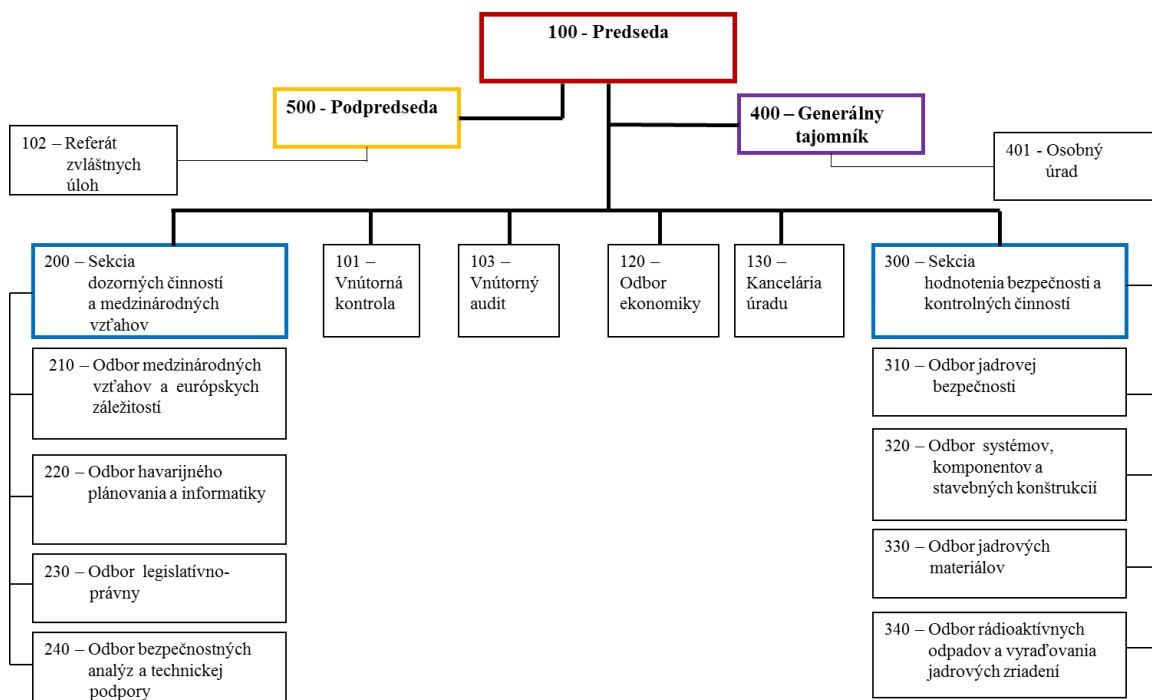 100 - Predseda
500 - Podpredseda
400 – Generálny
tajomník
102 – Referát
zvláštnych
úloh
401 - Osobný
úrad
200 – Sekcia
dozorných činností
a medzinárodných
vzťahov
101 –
Vnútorná
kontrola
103 –
Vnútorný
audit
120 –
Odbor
ekonomiky
130 –
Kancelária
úradu
300 – Sekcia
hodnotenia bezpečnosti a
kontrolných činností
210 – Odbor medzinárodných
vzťahov a európskych
záležitostí
220 – Odbor havarijného
plánovania a informatiky
230 – Odbor legislatívno-
právny
240 – Odbor bezpečnostných
analýz a technickej
podpory
310 – Odbor jadrovej
bezpečnosti
320 – Odbor systémov,
komponentov a
stavebných konštrukcií
330 – Odbor jadrových
materiálov
340 – Odbor rádioaktívnych
odpadov a vyraďovania
jadrových zriadení